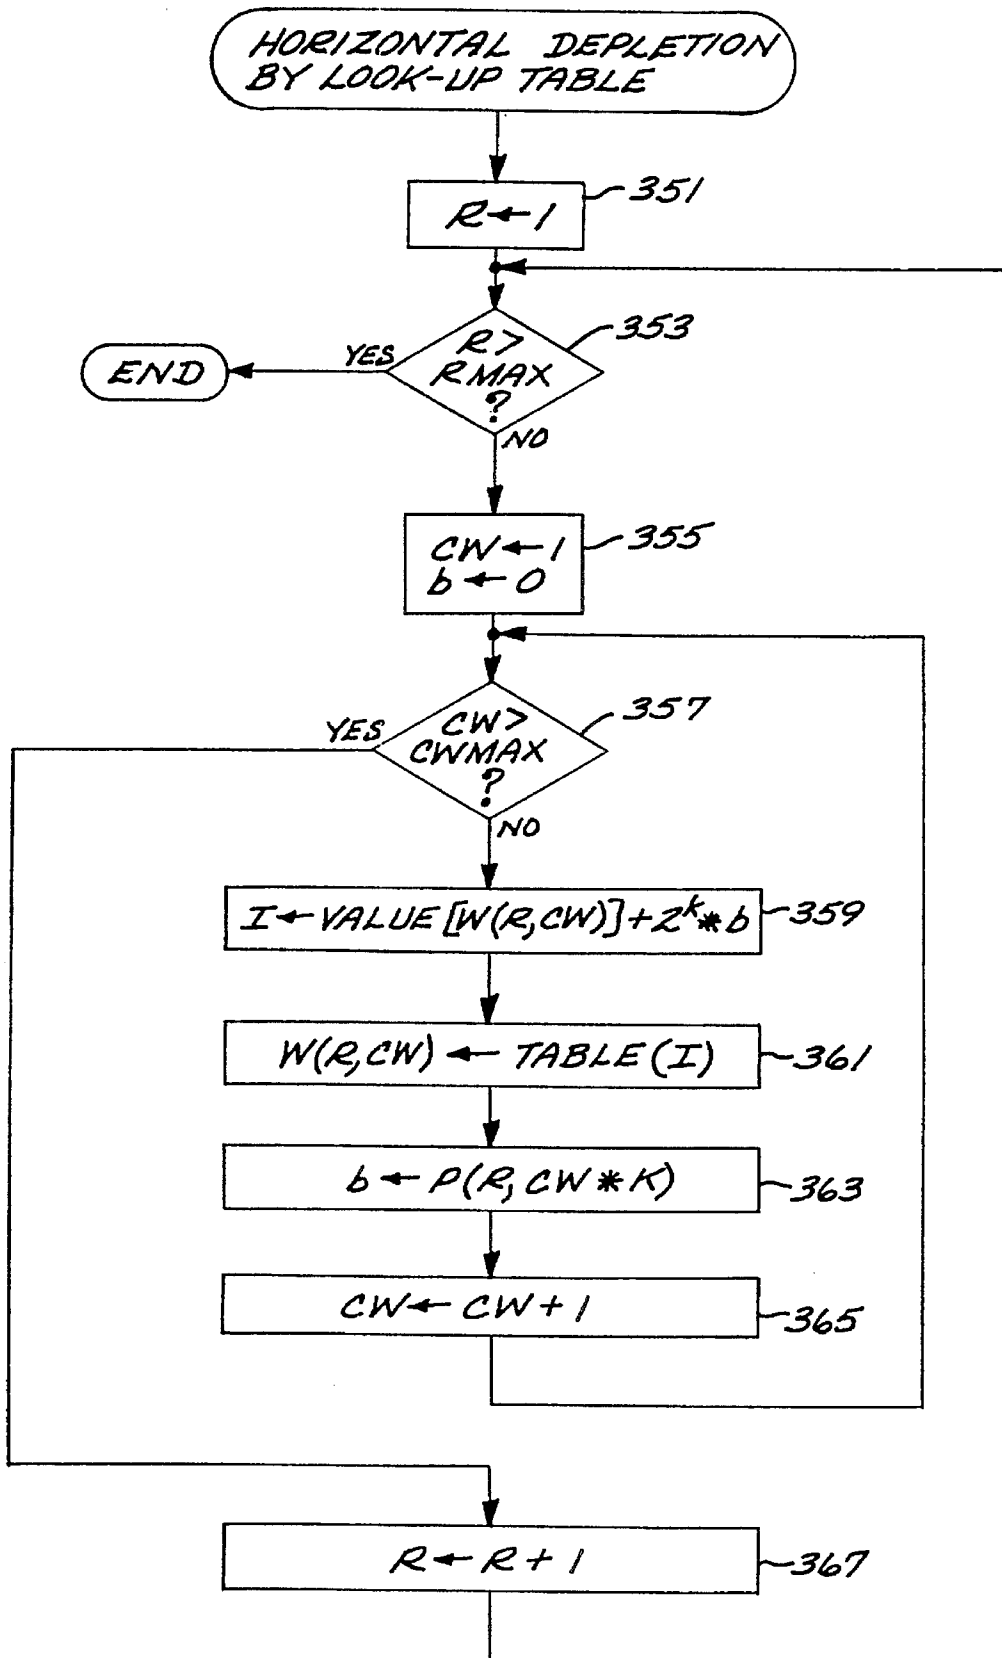 HORIZONTAL DEPLETION
BY LOOK-UP TABLE
R←1
351
R>
RMAX
?
353
YES
END
NO
CW←1
b←0
355
CW>
CWMAX
?
357
YES
NO
I←VALUE[W(R,CW)]+2^k*b
359
W(R,CW)←TABLE(I)
361
b←P(R,CW*K)
363
CW←CW+1
365
R←R+1
367